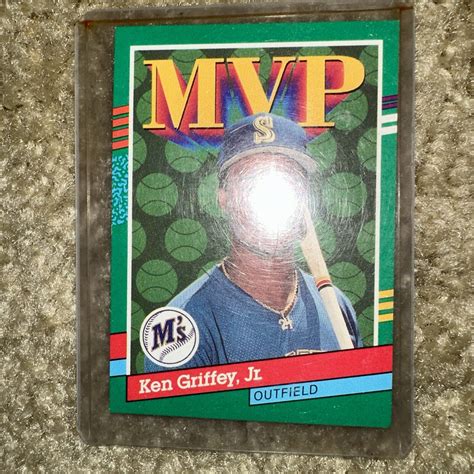 MVP
S
M's
Ken Griffey, Jr.
OUTFIELD